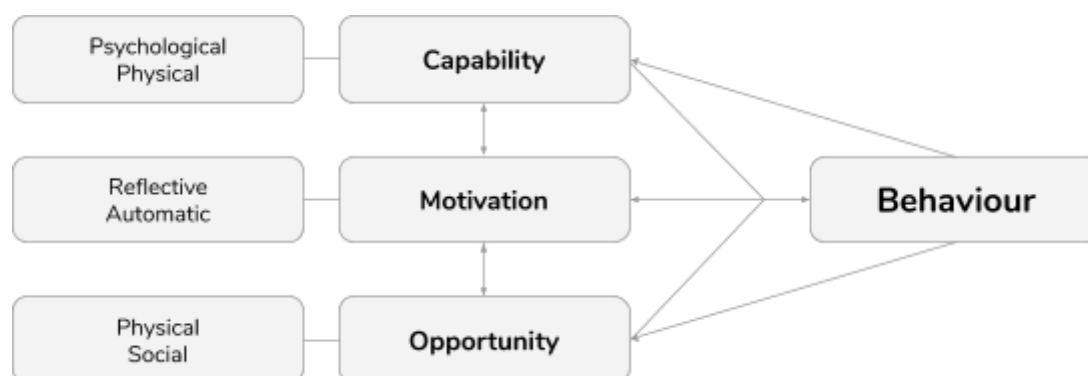 Psychological
Physical
Capability
Reflective
Automatic
Motivation
Behaviour
Physical
Social
Opportunity